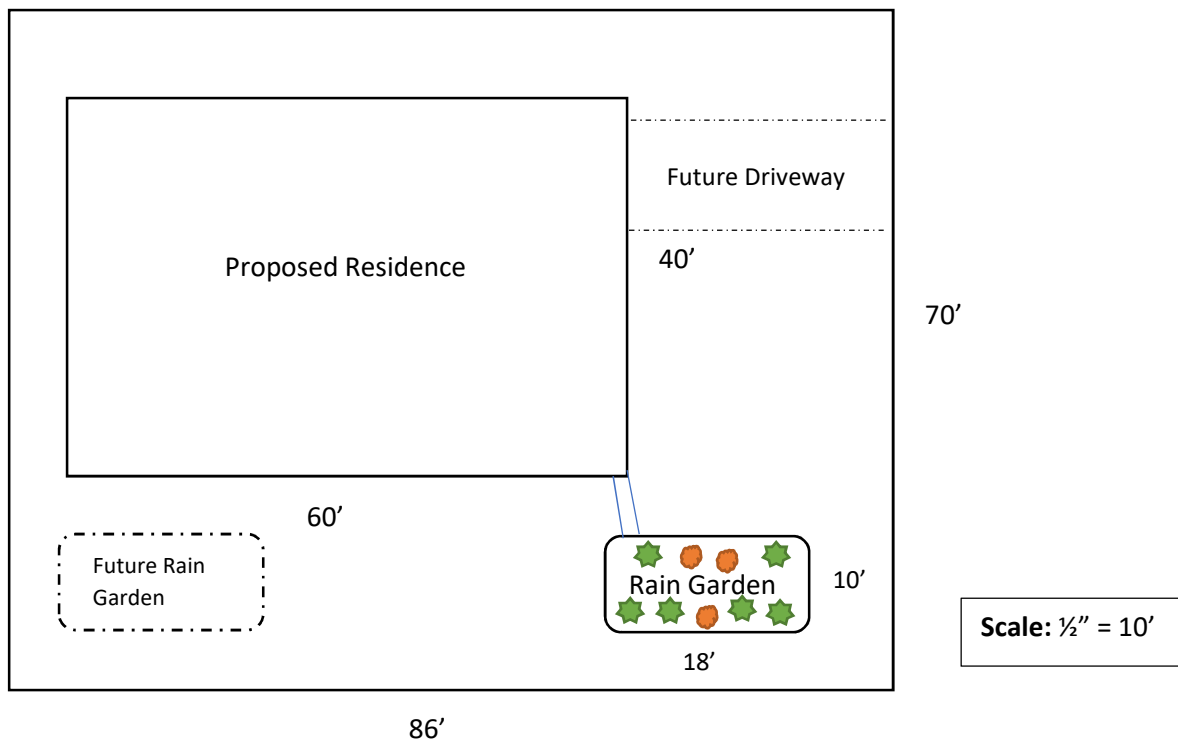 Future Driveway
Proposed Residence
40’
70’
60’
Future Rain
Garden
Rain Garden
10’
Scale: ½” = 10’
18’
86’